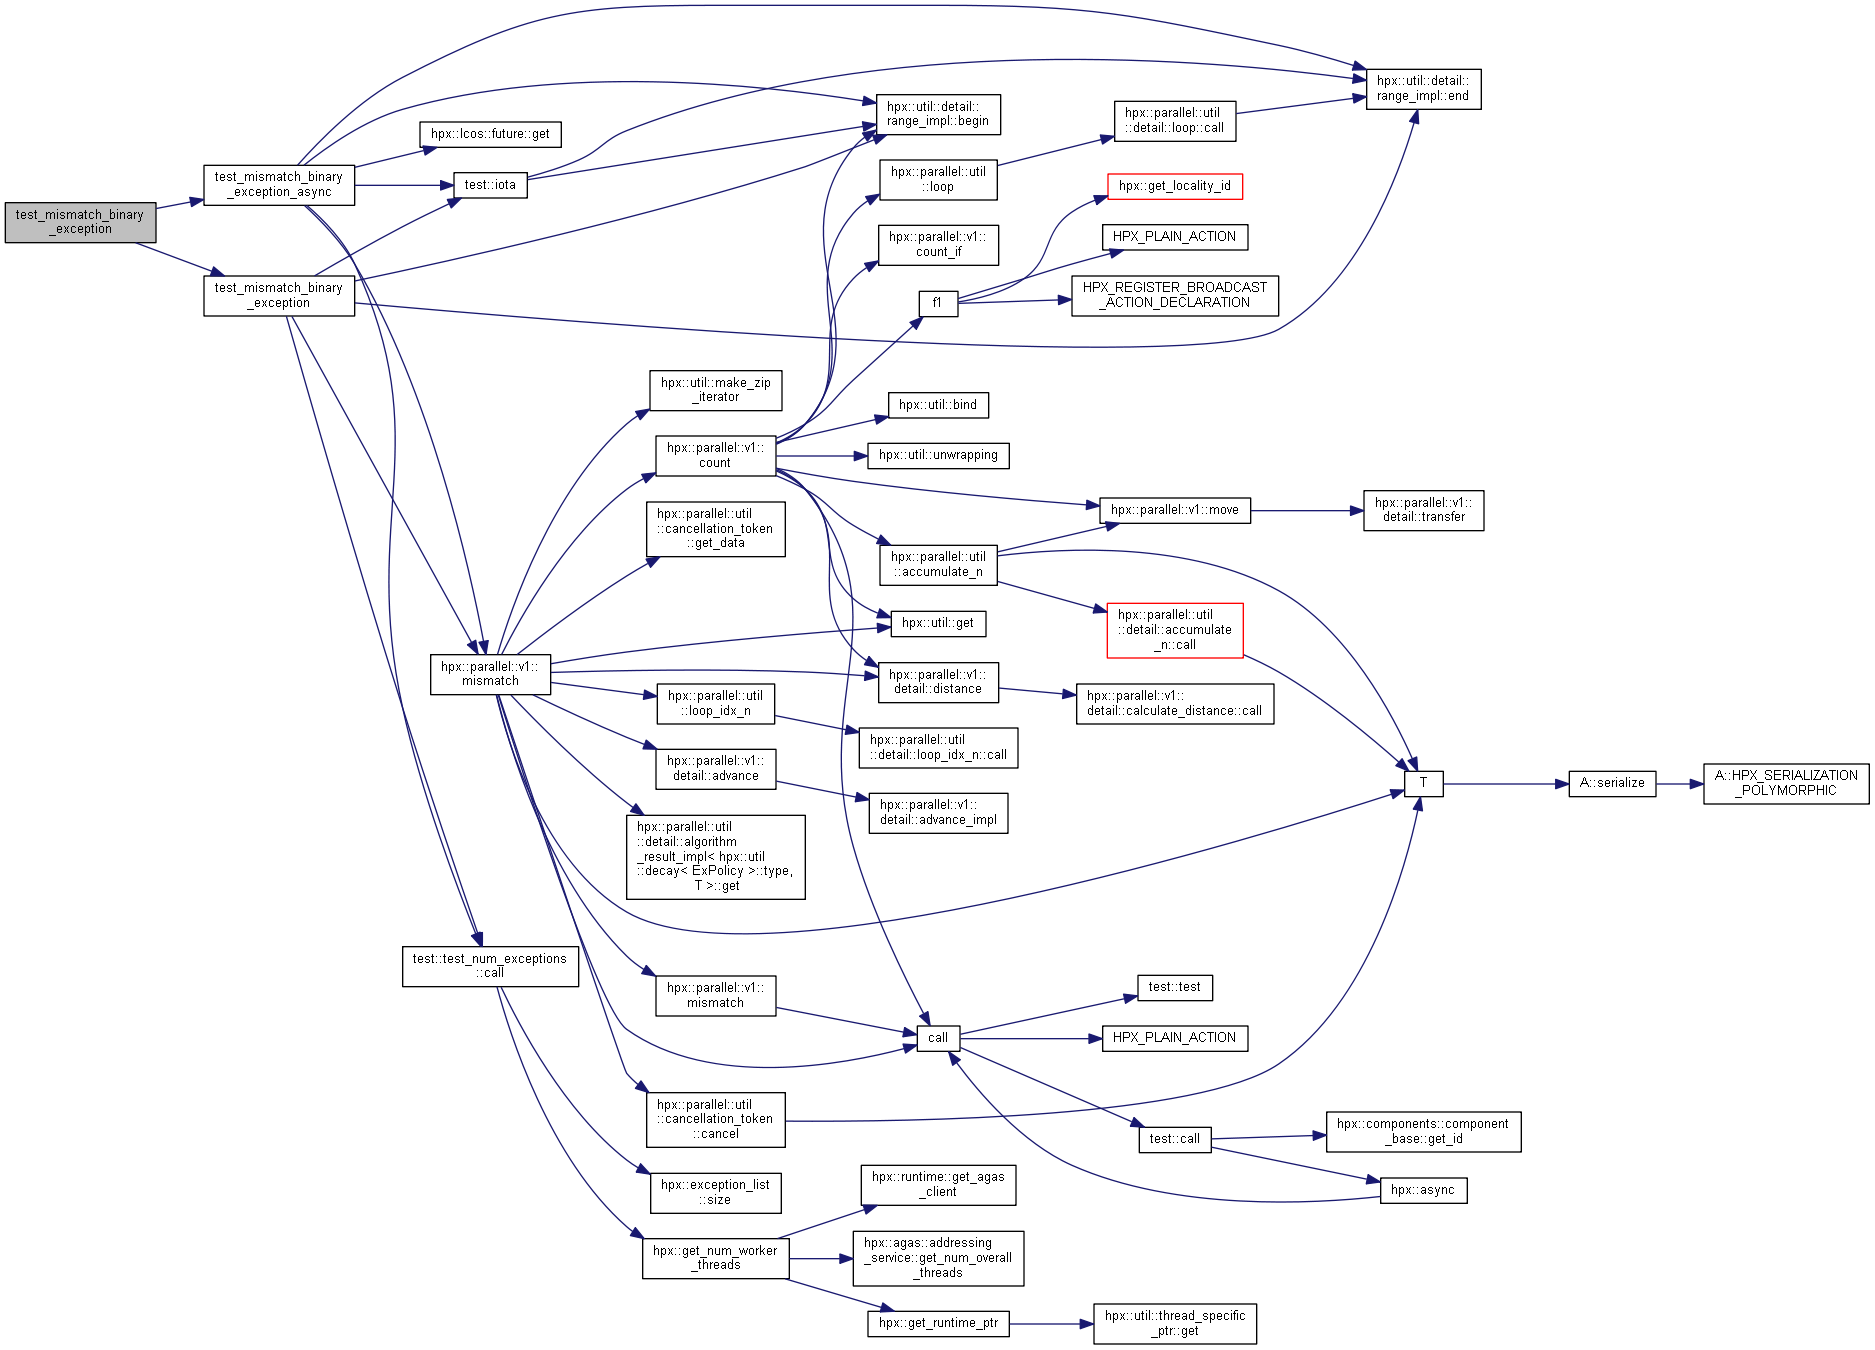 test_mismatch_binary
_exception
test_mismatch_binary
_exception_async
test_mismatch_binary
_exception
hpx::lcos::future::get
test::iota
hpx::parallel::v1::
mismatch
test::test_num_exceptions
::call
hpx::util::make_zip
_iterator
hpx::parallel::v1::
count
hpx::parallel::util
::cancellation_token
::get_data
hpx::parallel::util
::loop_idx_n
hpx::parallel::v1::
detail::advance
hpx::parallel::util
::detail::algorithm
_result_impl< hpx::util
::decay< ExPolicy >::type,
T >::get
hpx::parallel::v1::
mismatch
hpx::parallel::util
::cancellation_token
::cancel
hpx::exception_list
::size
hpx::get_num_worker
_threads
hpx::util::detail::
range_impl::begin
hpx::parallel::util
::loop
hpx::parallel::v1::
count_if
f1
hpx::util::bind
hpx::util::unwrapping
hpx::parallel::util
::accumulate_n
hpx::util::get
hpx::parallel::v1::
detail::distance
hpx::parallel::util
::detail::loop_idx_n::call
hpx::parallel::v1::
detail::advance_impl
call
hpx::runtime::get_agas
_client
hpx::agas::addressing
_service::get_num_overall
_threads
hpx::get_runtime_ptr
hpx::parallel::util
::detail::loop::call
hpx::get_locality_id
HPX_PLAIN_ACTION
HPX_REGISTER_BROADCAST
_ACTION_DECLARATION
hpx::parallel::v1::move
hpx::parallel::util
::detail::accumulate
_n::call
hpx::parallel::v1::
detail::calculate_distance::call
test::test
HPX_PLAIN_ACTION
test::call
hpx::util::thread_specific
_ptr::get
hpx::util::detail::
range_impl::end
hpx::parallel::v1::
detail::transfer
T
hpx::components::component
_base::get_id
hpx::async
A::serialize
A::HPX_SERIALIZATION
_POLYMORPHIC